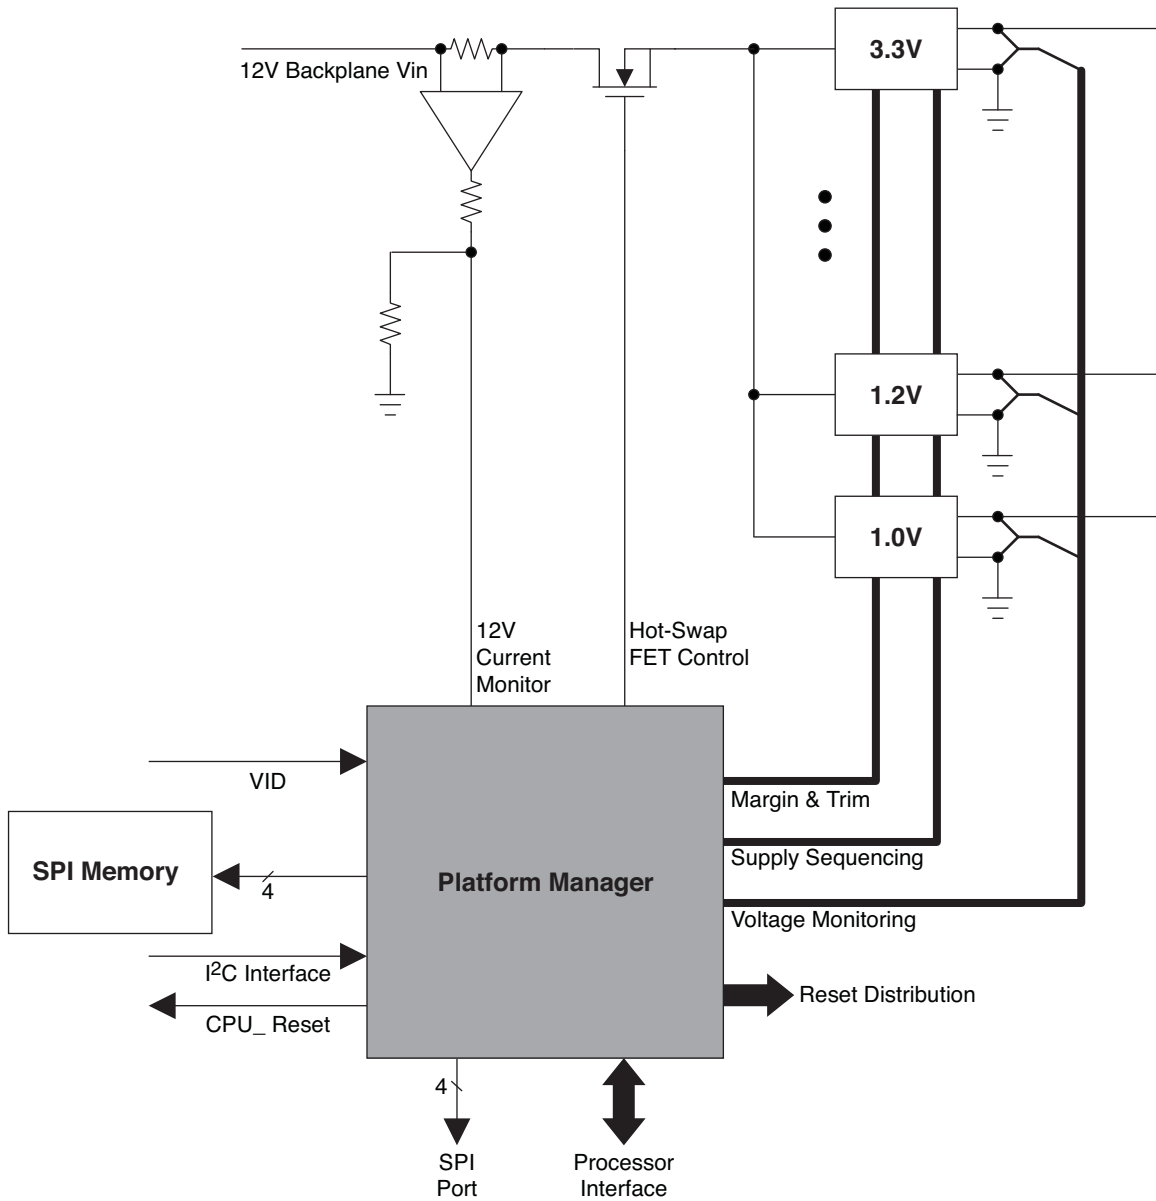 3.3V
12V Backplane Vin
1.2V
1.0V
12V
Current
Monitor
Hot-Swap
FET Control
VID
Margin & Trim
SPI Memory
4
Platform Manager
Supply Sequencing
Voltage Monitoring
I²C Interface
CPU_ Reset
Reset Distribution
4
SPI
Port
Processor
Interface